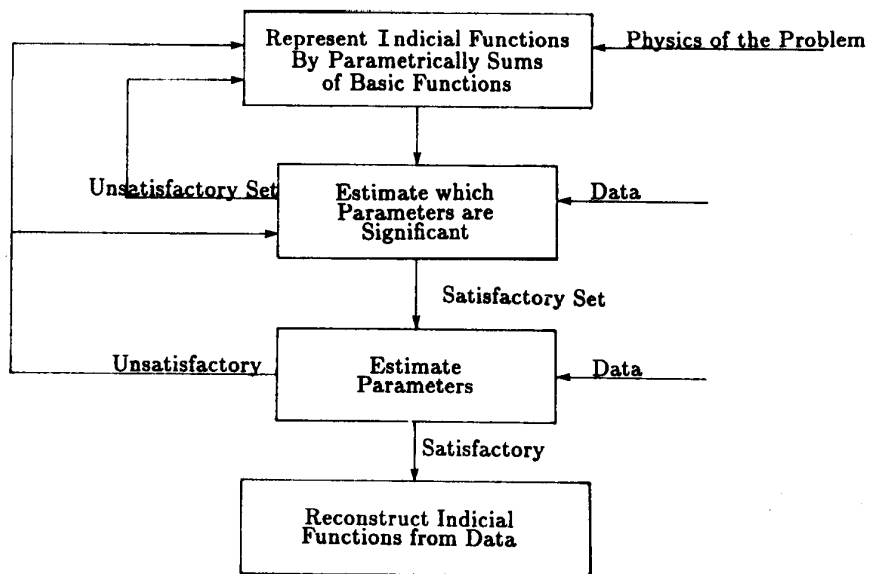 Represent Indicial Functions
By Parametrically Sums
of Basic Functions
Physics of the Problem
Unsatisfactory Set
Estimate which
Parameters are
Significant
Data
Satisfactory Set
Unsatisfactory
Estimate
Parameters
Data
Satisfactory
Reconstruct Indicial
Functions from Data